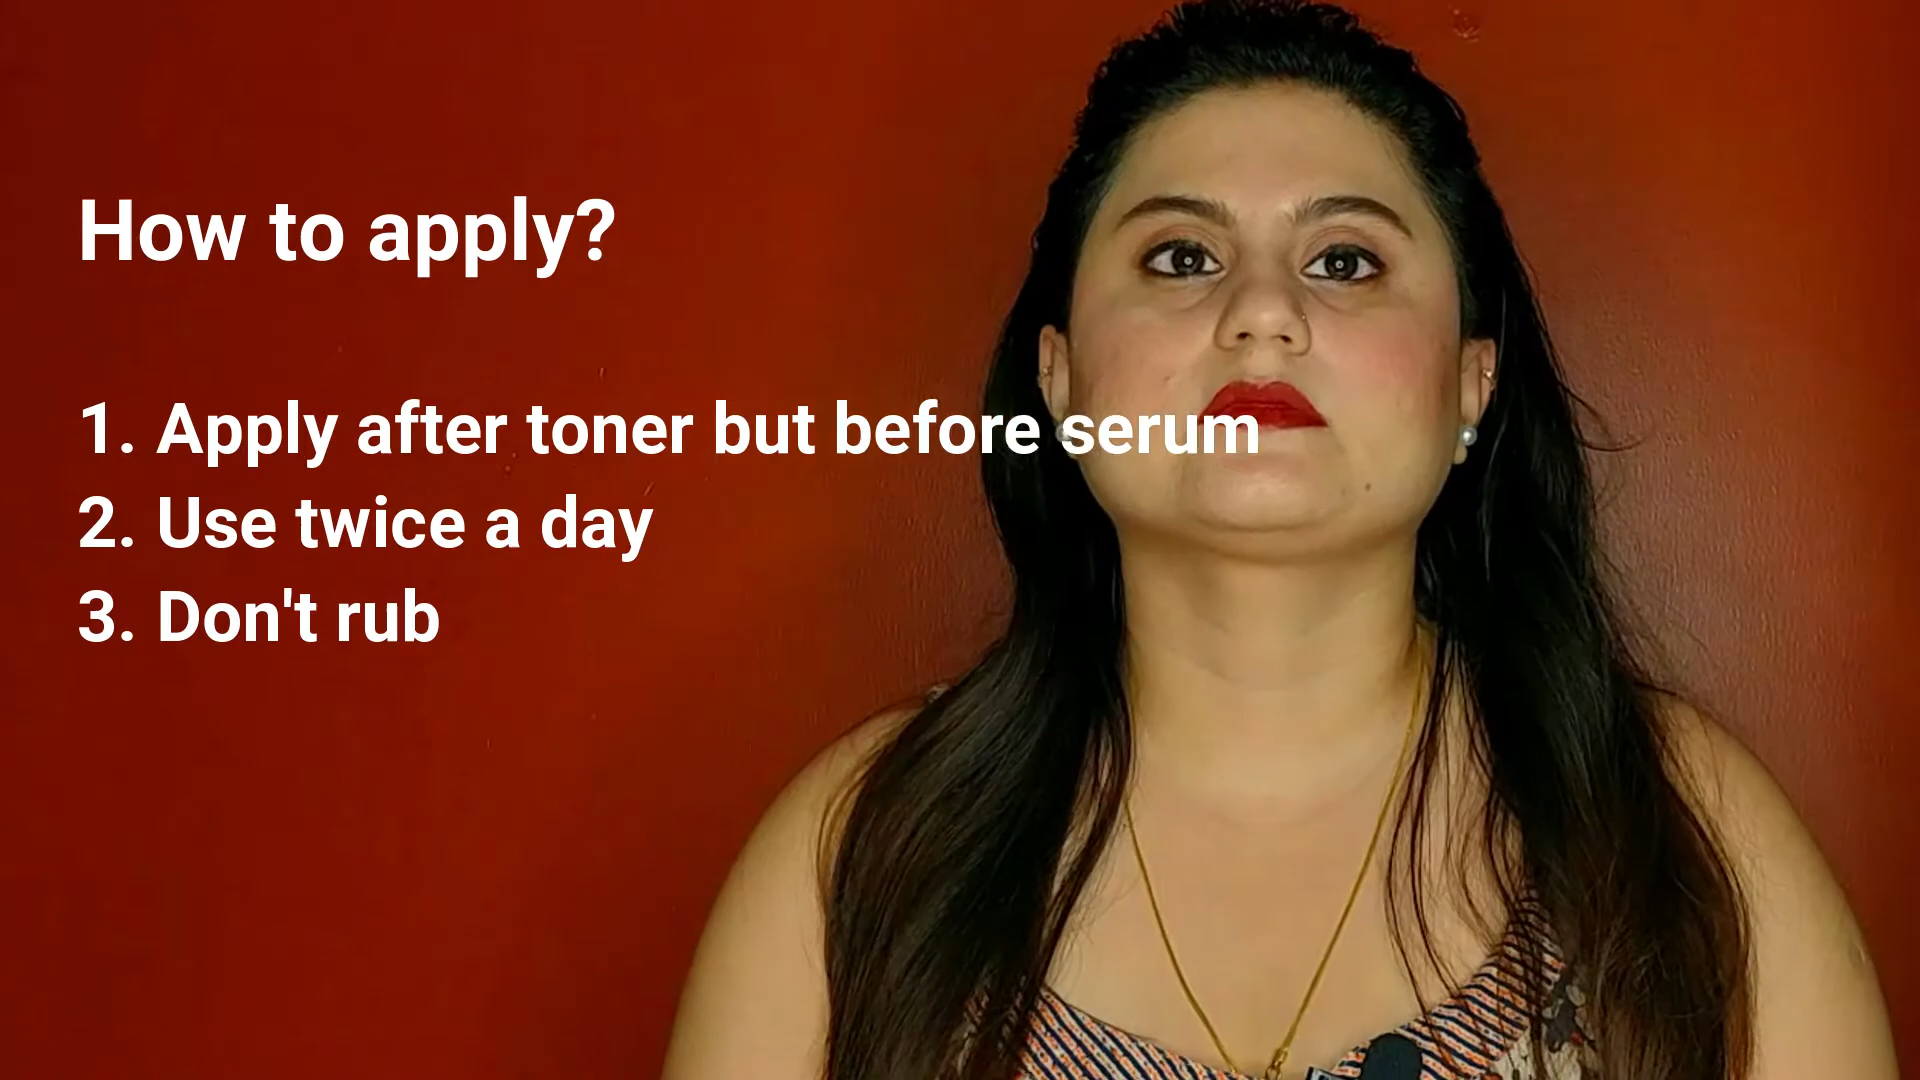 How to apply?
1. Apply after toner but before serum
2. Use twice a day
3. Don't rub